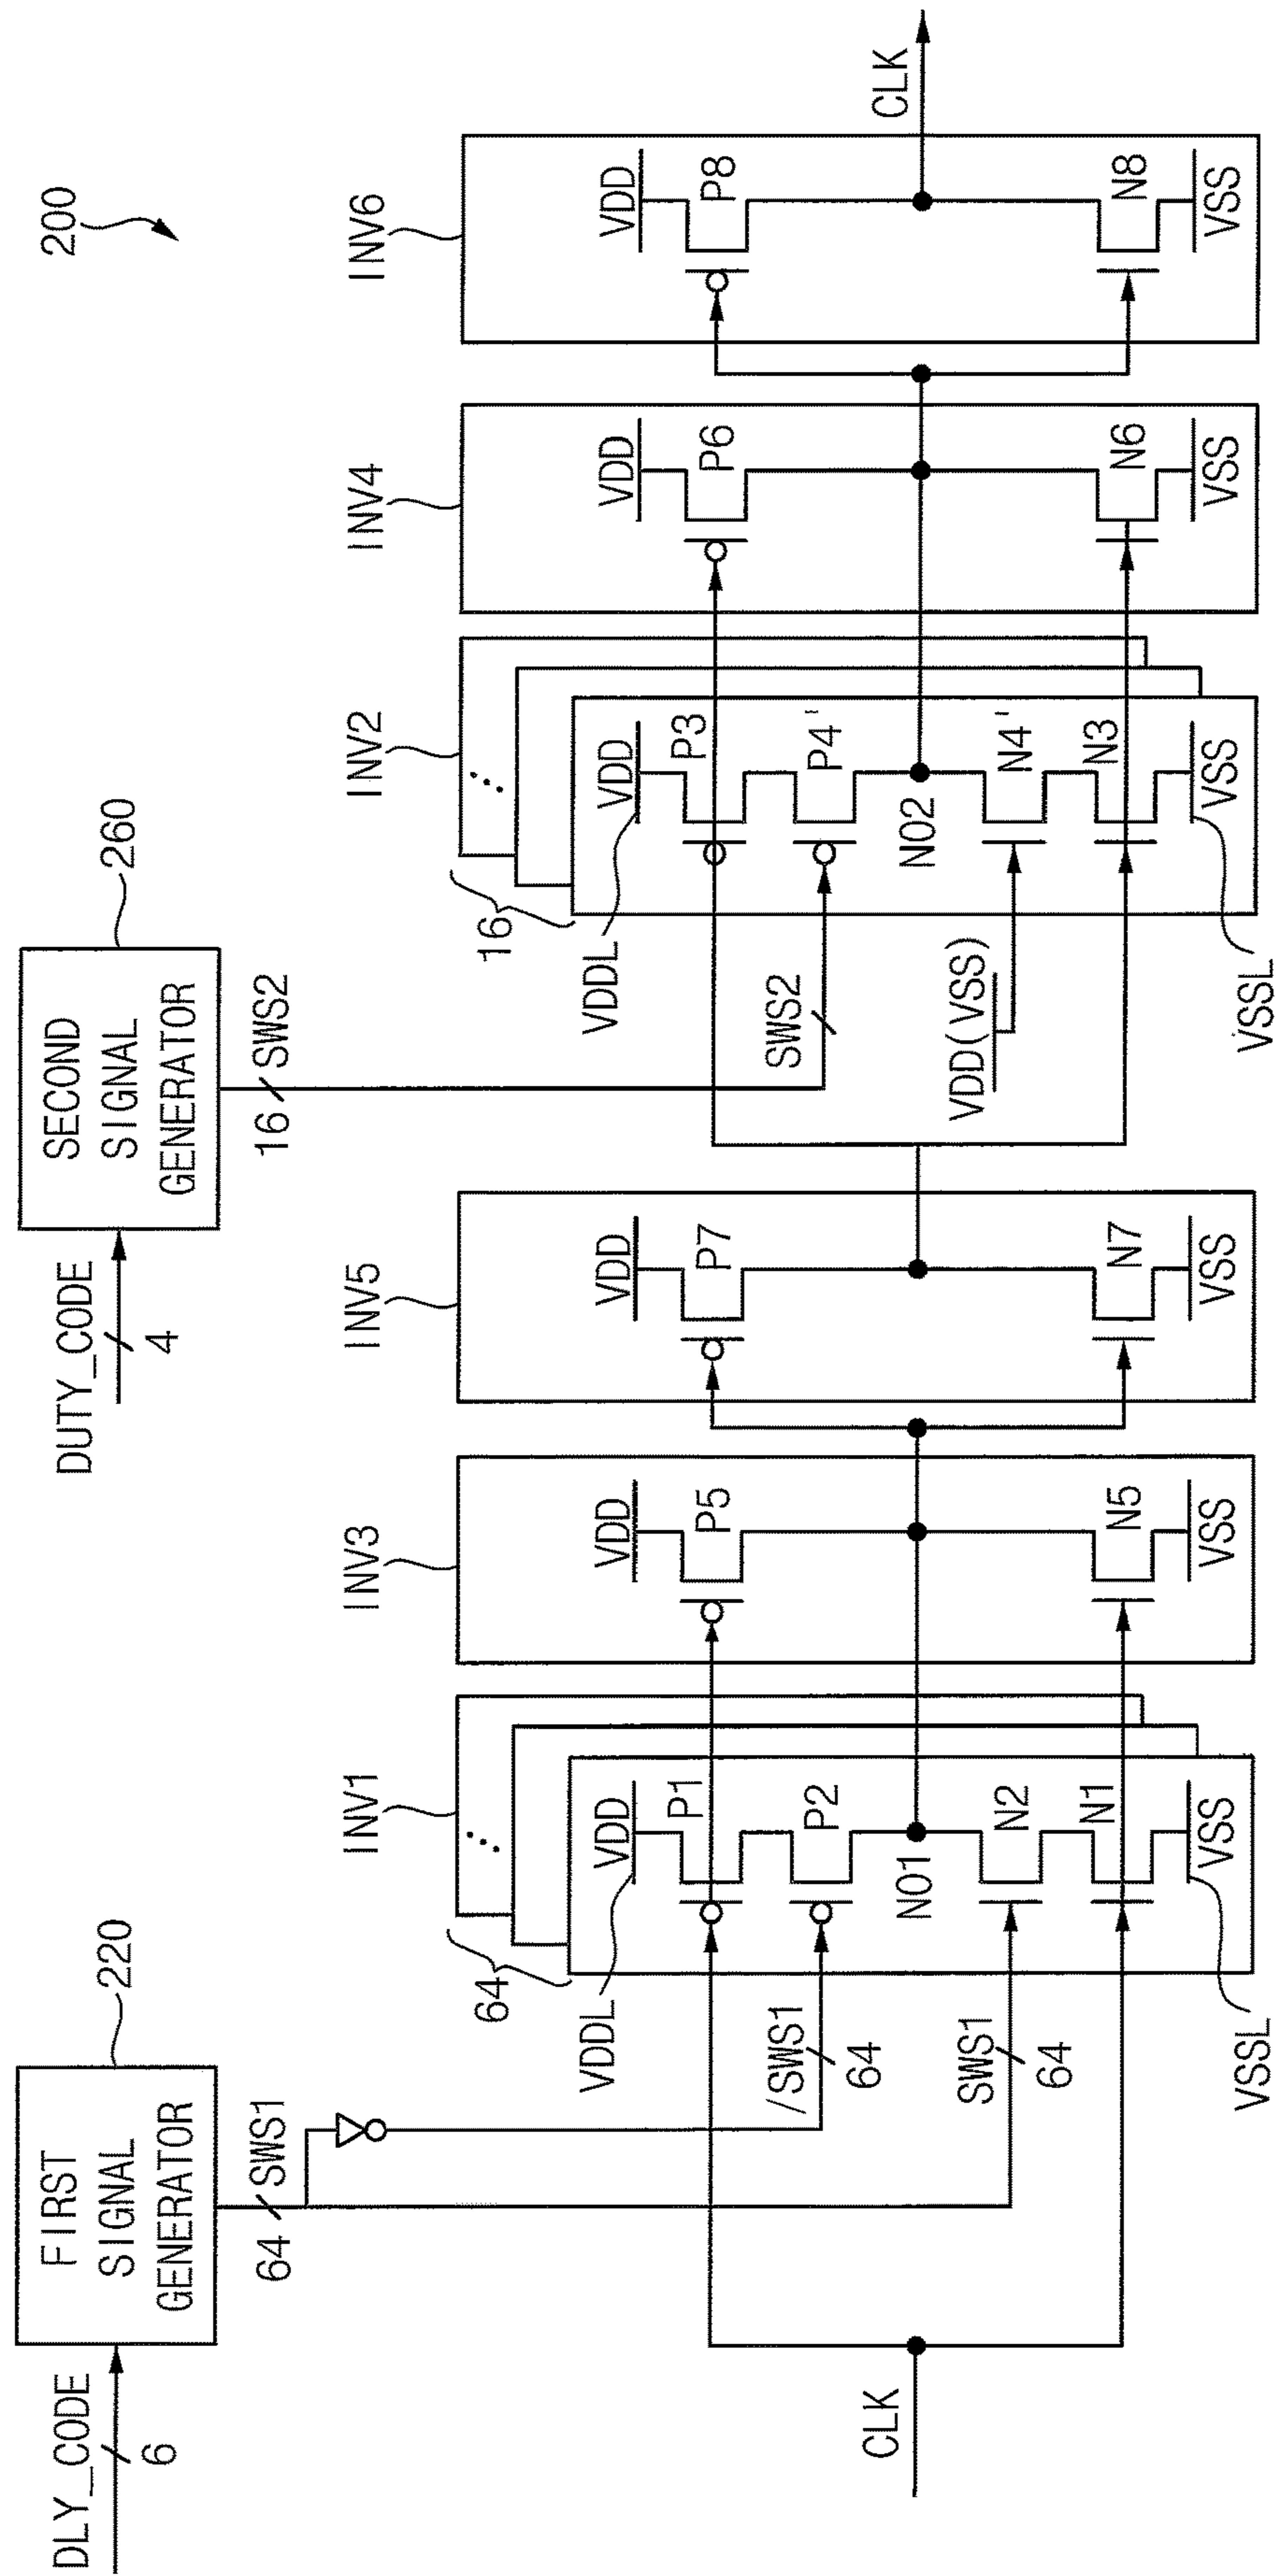 200
DLY_CODE
6
FIRST
SIGNAL
GENERATOR
220
64
SWS1
DUTY_CODE
4
SECOND
SIGNAL
GENERATOR
260
16
SWS2
CLK
/SWS1
64
SWS1
64
INV1
64
VDDL
VDD
P1
P2
NO1
N2
N1
VSS
VSSL
INV3
VDD
P5
N5
VSS
INV5
VDD
P7
N7
VSS
SWS2
VDD(VSS)
INV2
16
VDDL
VDD
P3
P4'
NO2
N4'
N3
VSS
VSSL
INV4
VDD
P6
N6
VSS
INV6
VDD
P8
N8
VSS
CLK